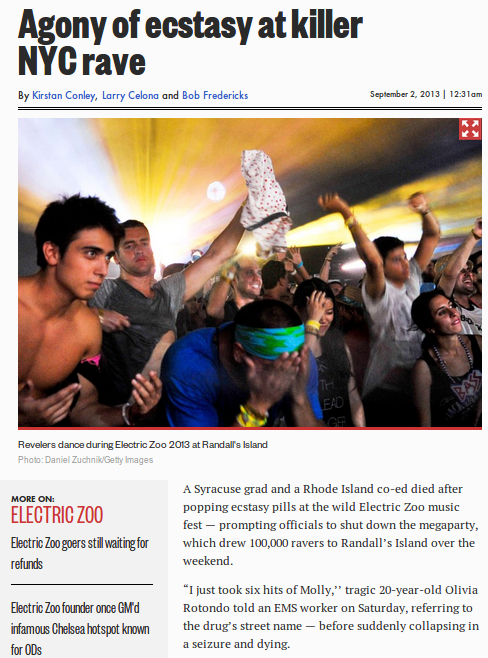 Agony of ecstasy at killer
NYC rave
By Kirstan Conley, Larry Celona and Bob Fredericks
September 2, 2013 | 12:31am
TH
LEAD
Revelers dance during Electric Zoo 2013 at Randall's Island
Photo: Daniel Zuchnik/Getty Images
MORE ON:
ELECTRIC ZOO
Electric Zoo goers still waiting for
refunds
Electric Zoo founder once GM'd
infamous Chelsea hotspot known
for ODs
A Syracuse grad and a Rhode Island co-ed died after
popping ecstasy pills at the wild Electric Zoo music
fest — prompting officials to shut down the megaparty,
which drew 100,000 ravers to Randall's Island over the
weekend.
“I just took six hits of Molly,’’ tragic 20-year-old Olivia
Rotondo told an EMS worker on Saturday, referring to
the drug's street name — before suddenly collapsing in
a seizure and dying.